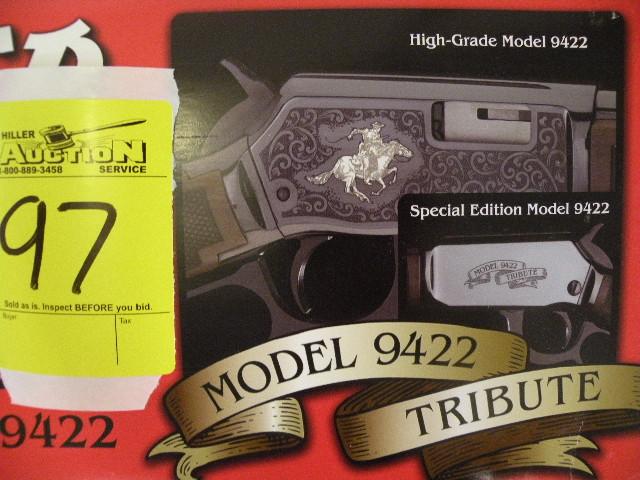 High-Grade Model 9422
HILLER
AUCTION
1-800-889-3458 SERVICE
97
Sold as is. Inspect BEFORE you bid.
Buyer Tax
Special Edition Model 9422
MODEL 9422
TRIBUTE
MODEL 9422
TRIBUTE
9422